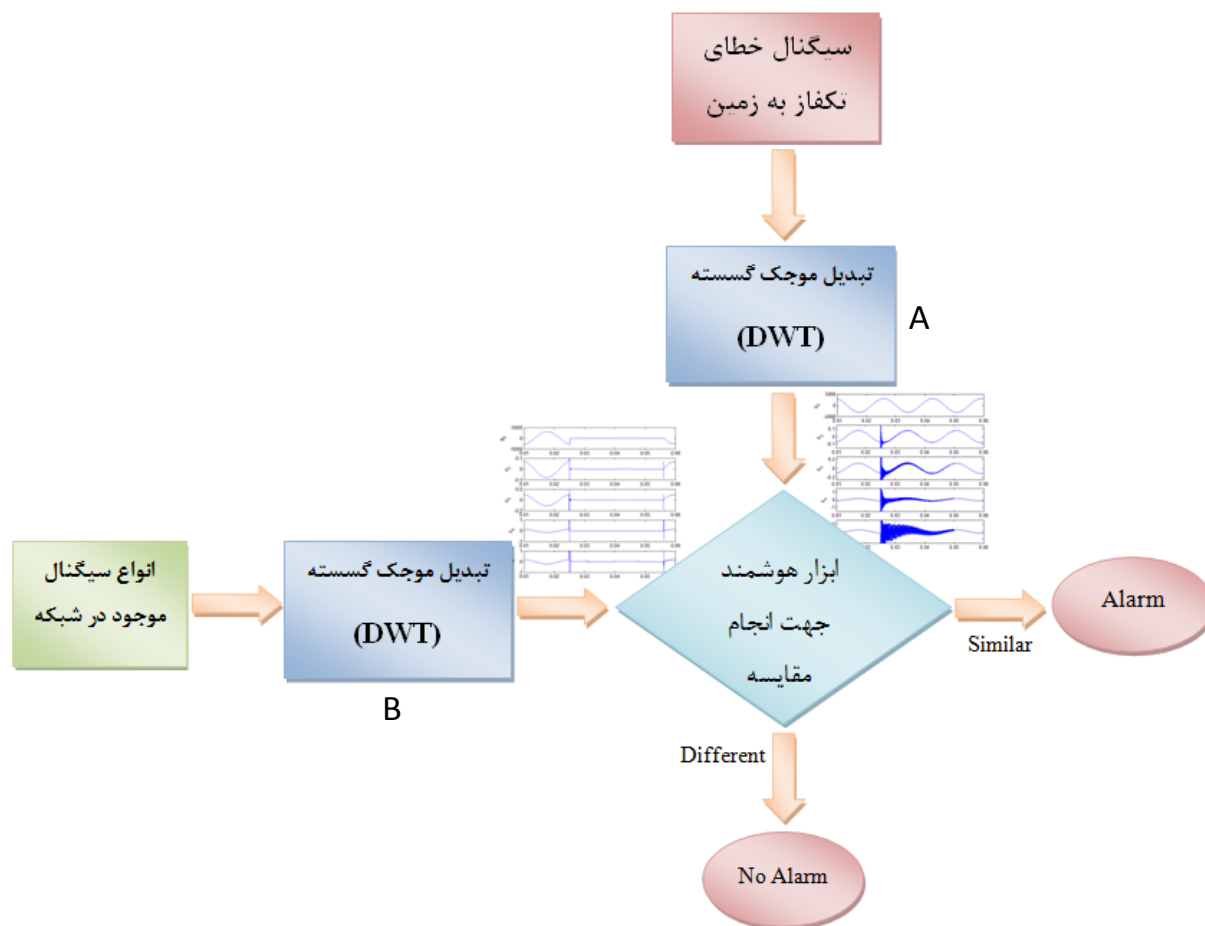 سیگنال خطای
تکفاز به زمین
تبدیل موجک گسسته
(DWT)
A
انواع سیگنال
موجود در شبکه
تبدیل موجک گسسته
(DWT)
B
ابزار هوشمند
جهت انجام
مقایسه
Similar
Alarm
Different
No Alarm